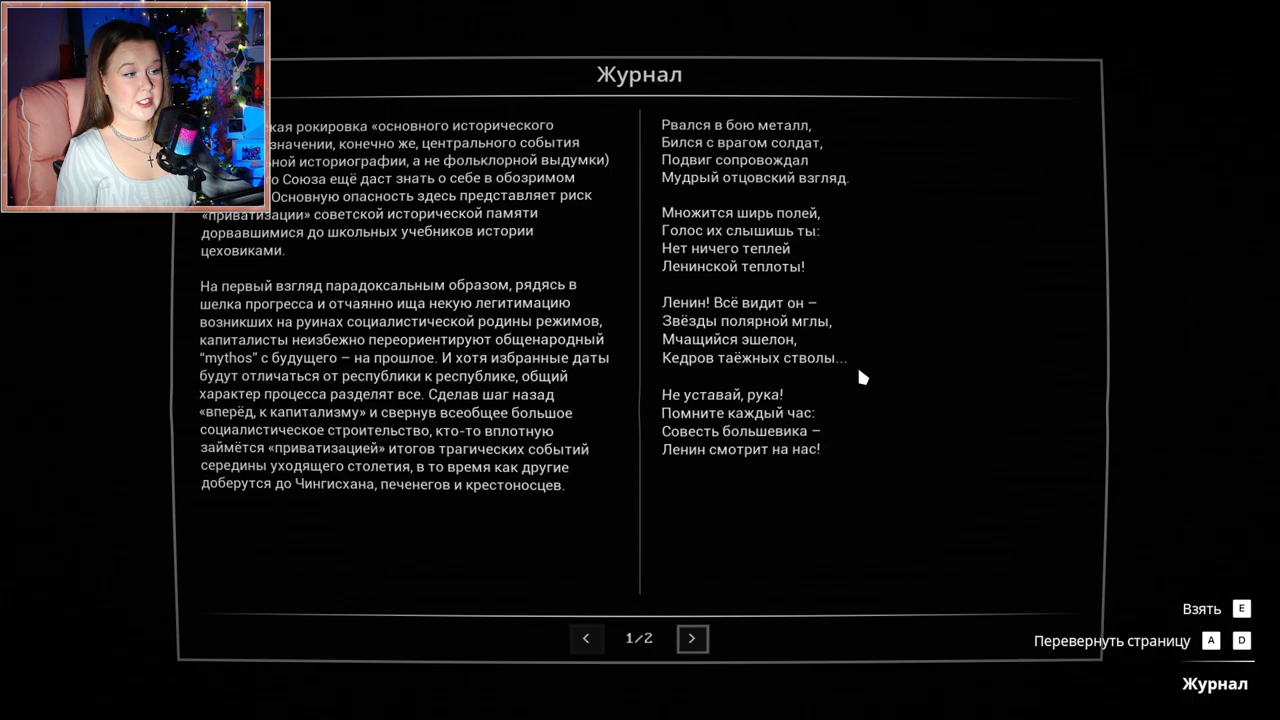 Журнал
кая рокировка «основного исторического
значении, конечно же, центрального события
ной историографии, а не фольклорной выдумки)
о Союза ещё даст знать о себе в обозримом
Основную опасность здесь представляет риск
«приватизации» советской исторической памяти
дорвавшимися до школьных учебников истории
цеховиками.
На первый взгляд парадоксальным образом, рядясь в
шелка прогресса и отчаянно ища некую легитимацию
возникших на руинах социалистической родины режимов,
капиталисты неизбежно переориентируют общенародный
“mythos” с будущего – на прошлое. И хотя избранные даты
будут отличаться от республики к республике, общий
характер процесса разделят все. Сделав шаг назад
«вперёд, к капитализму» и свернув всеобщее большое
социалистическое строительство, кто-то вплотную
займётся «приватизацией» итогов трагических событий
середины уходящего столетия, в то время как другие
доберутся до Чингисхана, печенегов и крестоносцев.
Рвался в бою металл,
Бился с врагом солдат,
Подвиг сопровождал
Мудрый отцовский взгляд.
Множится ширь полей,
Голос их слышишь ты:
Нет ничего теплей
Ленинской теплоты!
Ленин! Всё видит он –
Звёзды полярной мглы,
Мчащийся эшелон,
Кедров таёжных стволы...
Не уставай, рука!
Помните каждый час:
Совесть большевика –
Ленин смотрит на нас!
1/2
Взять E
Перевернуть страницу A D
Журнал